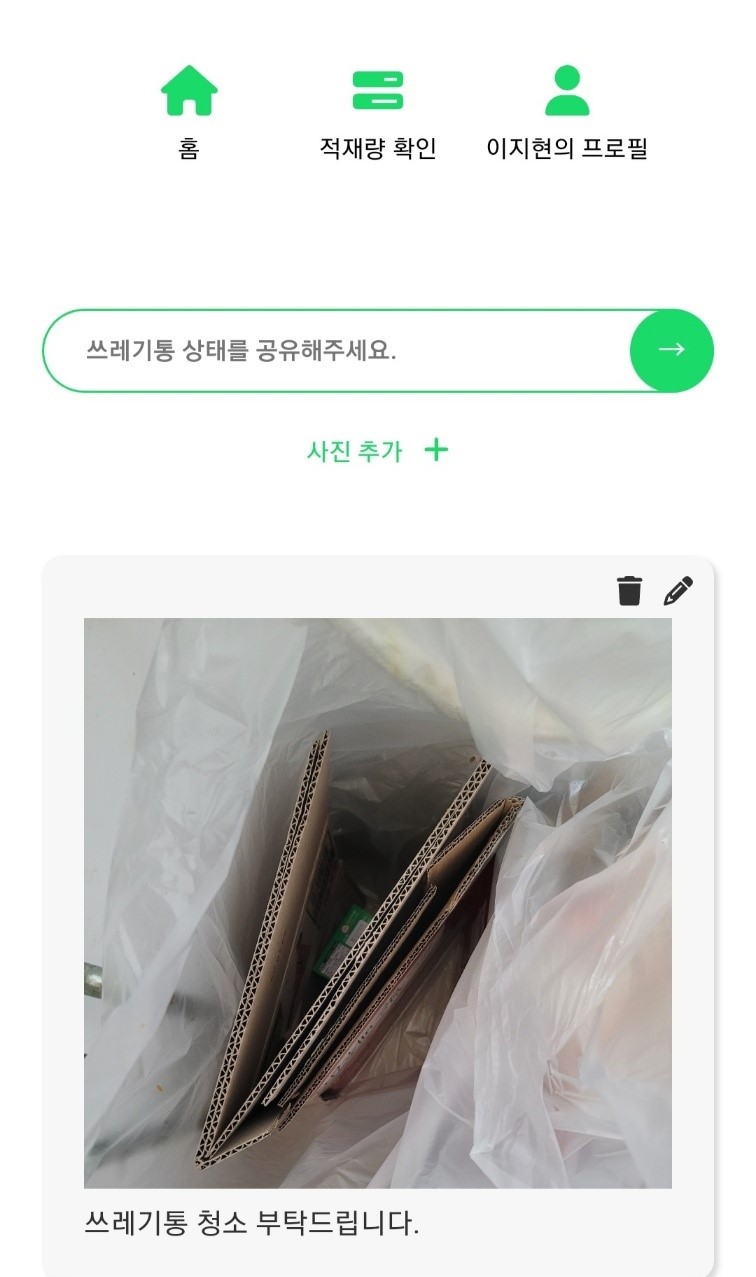 홈
적재량 확인
이지현의 프로필
쓰레기통 상태를 공유해주세요.
사진 추가
쓰레기통 청소 부탁드립니다.